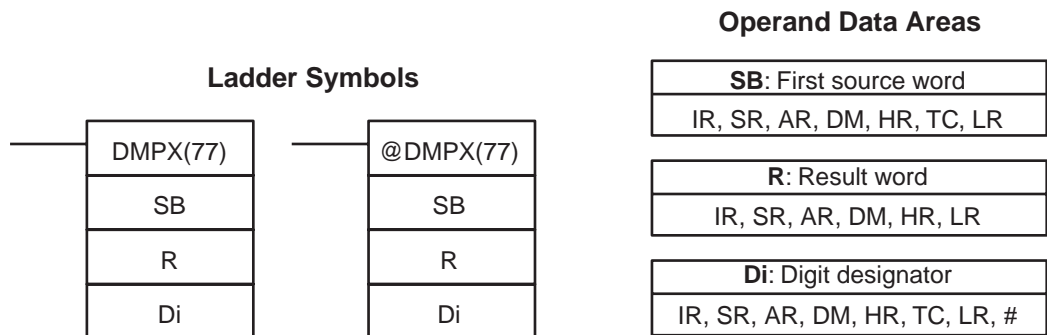 Ladder Symbols
DMPX(77)
SB
R
Di
@DMPX(77)
SB
R
Di
Operand Data Areas
SB: First source word
IR, SR, AR, DM, HR, TC, LR
R: Result word
IR, SR, AR, DM, HR, LR
Di: Digit designator
IR, SR, AR, DM, HR, TC, LR, #